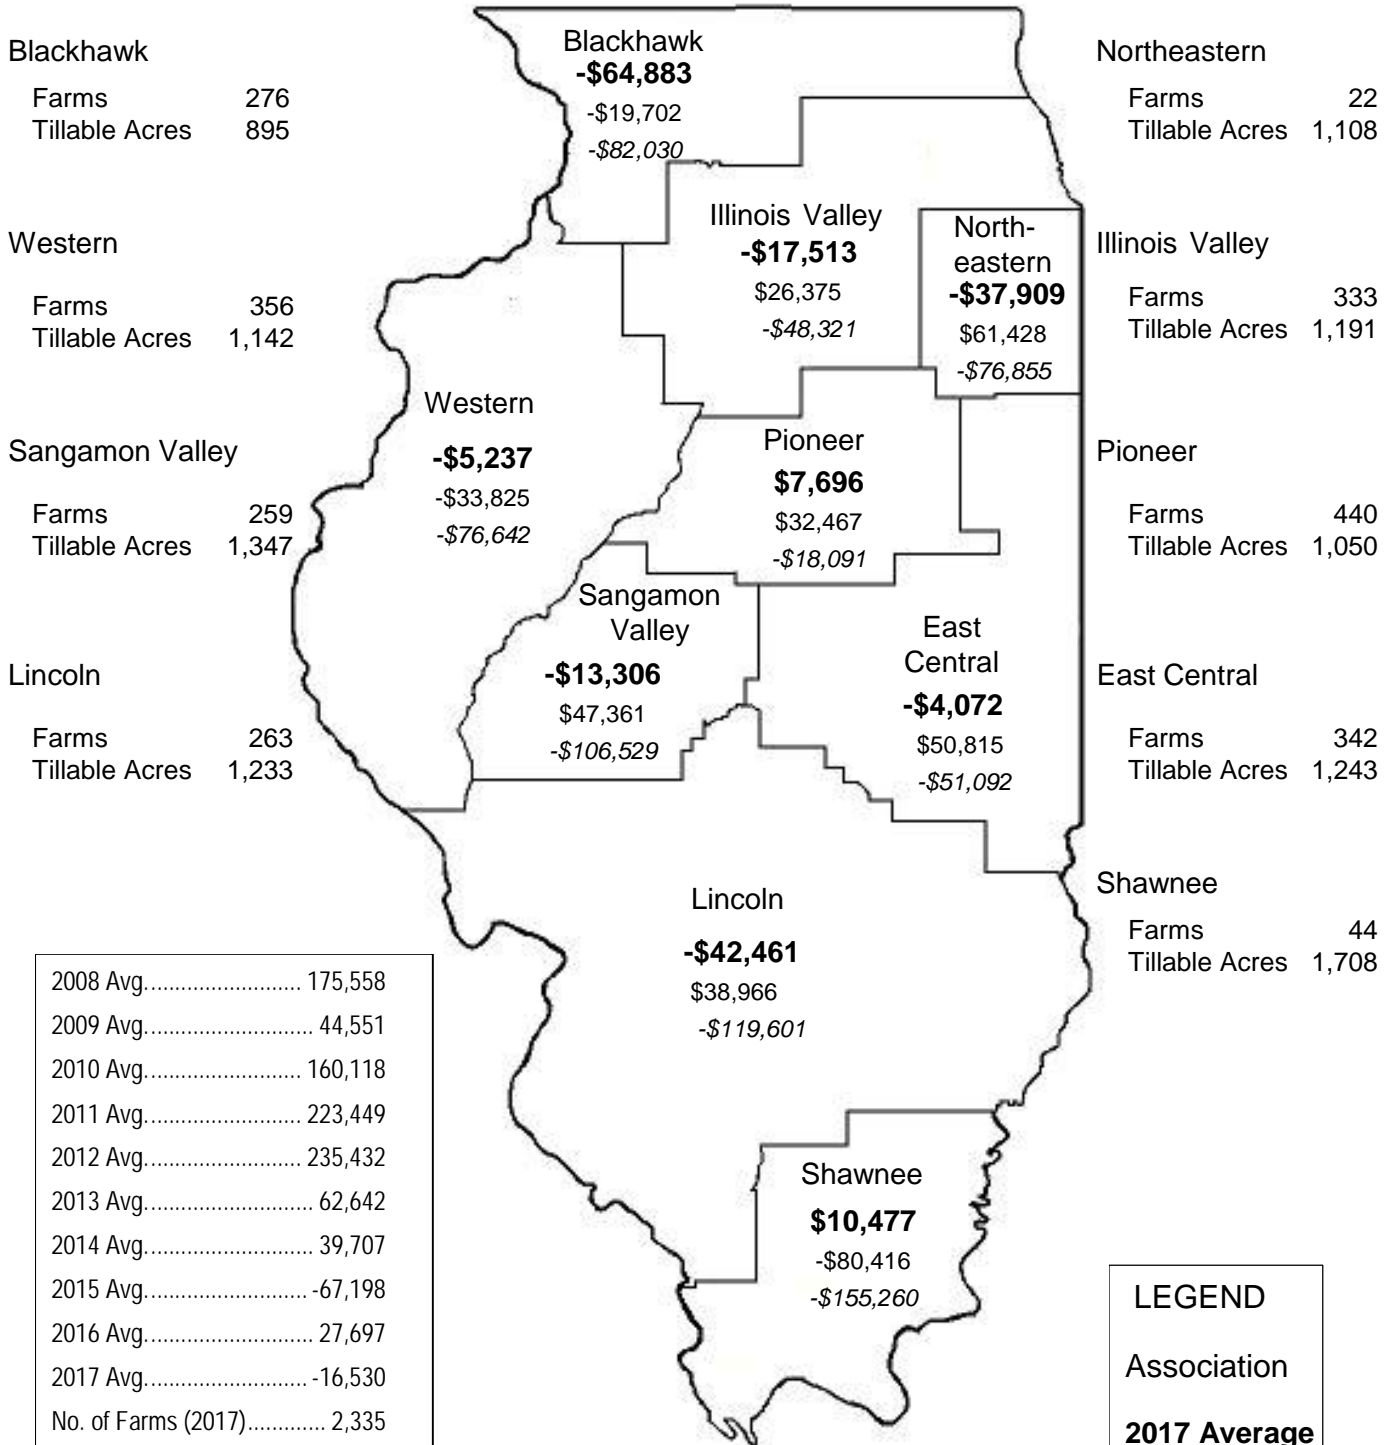 Blackhawk
Farms 276
Tillable Acres 895
Western
Farms 356
Tillable Acres 1,142
Sangamon Valley
Farms 259
Tillable Acres 1,347
Lincoln
Farms 263
Tillable Acres 1,233
Blackhawk
-$64,883
-$19,702
-$82,030
Illinois Valley
-$17,513
$26,375
-$48,321
North-
eastern
-$37,909
$61,428
-$76,855
Western
-$5,237
-$33,825
-$76,642
Pioneer
$7,696
$32,467
-$18,091
Sangamon
Valley
-$13,306
$47,361
-$106,529
East
Central
-$4,072
$50,815
-$51,092
Lincoln
-$42,461
$38,966
-$119,601
Shawnee
$10,477
-$80,416
-$155,260
Northeastern
Farms 22
Tillable Acres 1,108
Illinois Valley
Farms 333
Tillable Acres 1,191
Pioneer
Farms 440
Tillable Acres 1,050
East Central
Farms 342
Tillable Acres 1,243
Shawnee
Farms 44
Tillable Acres 1,708
2008 Avg.......................... 175,558
2009 Avg............................ 44,551
2010 Avg.......................... 160,118
2011 Avg.......................... 223,449
2012 Avg.......................... 235,432
2013 Avg............................ 62,642
2014 Avg............................ 39,707
2015 Avg........................... -67,198
2016 Avg............................ 27,697
2017 Avg........................... -16,530
No. of Farms (2017)............. 2,335
LEGEND
Association
2017 Average